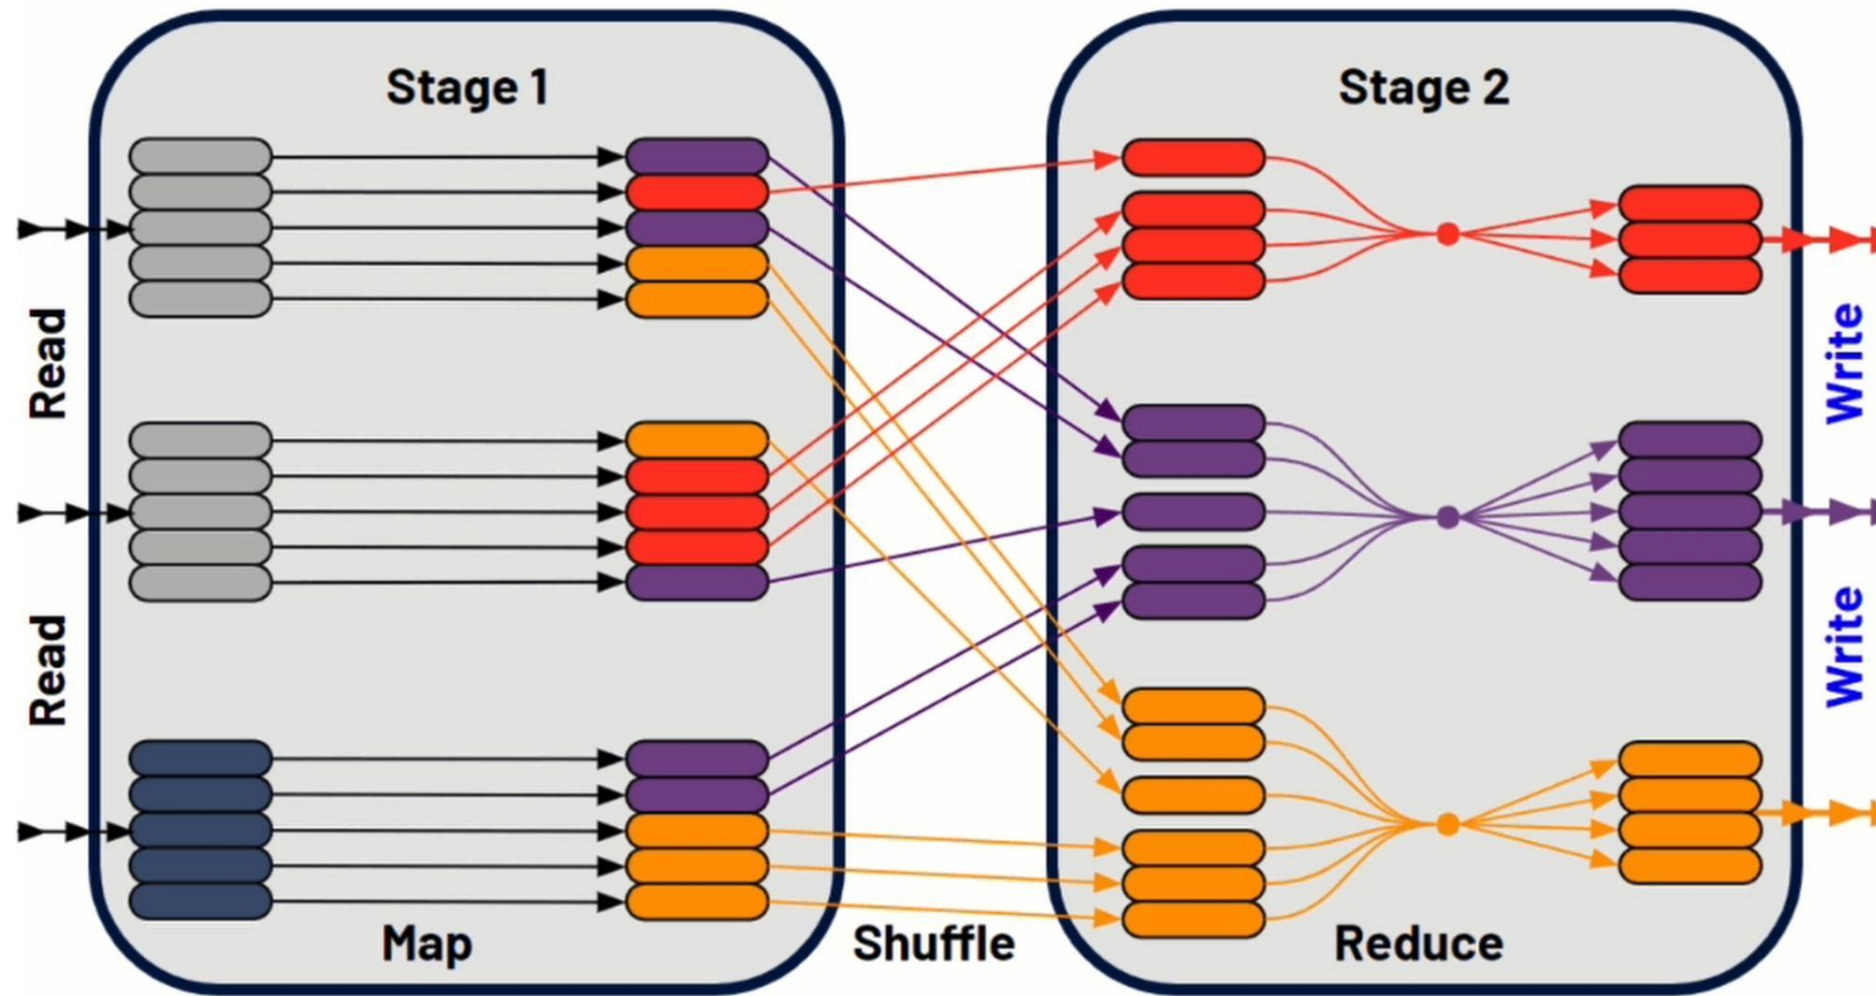 Stage 1
Stage 2
Read
Read
Write
Write
Map
Shuffle
Reduce